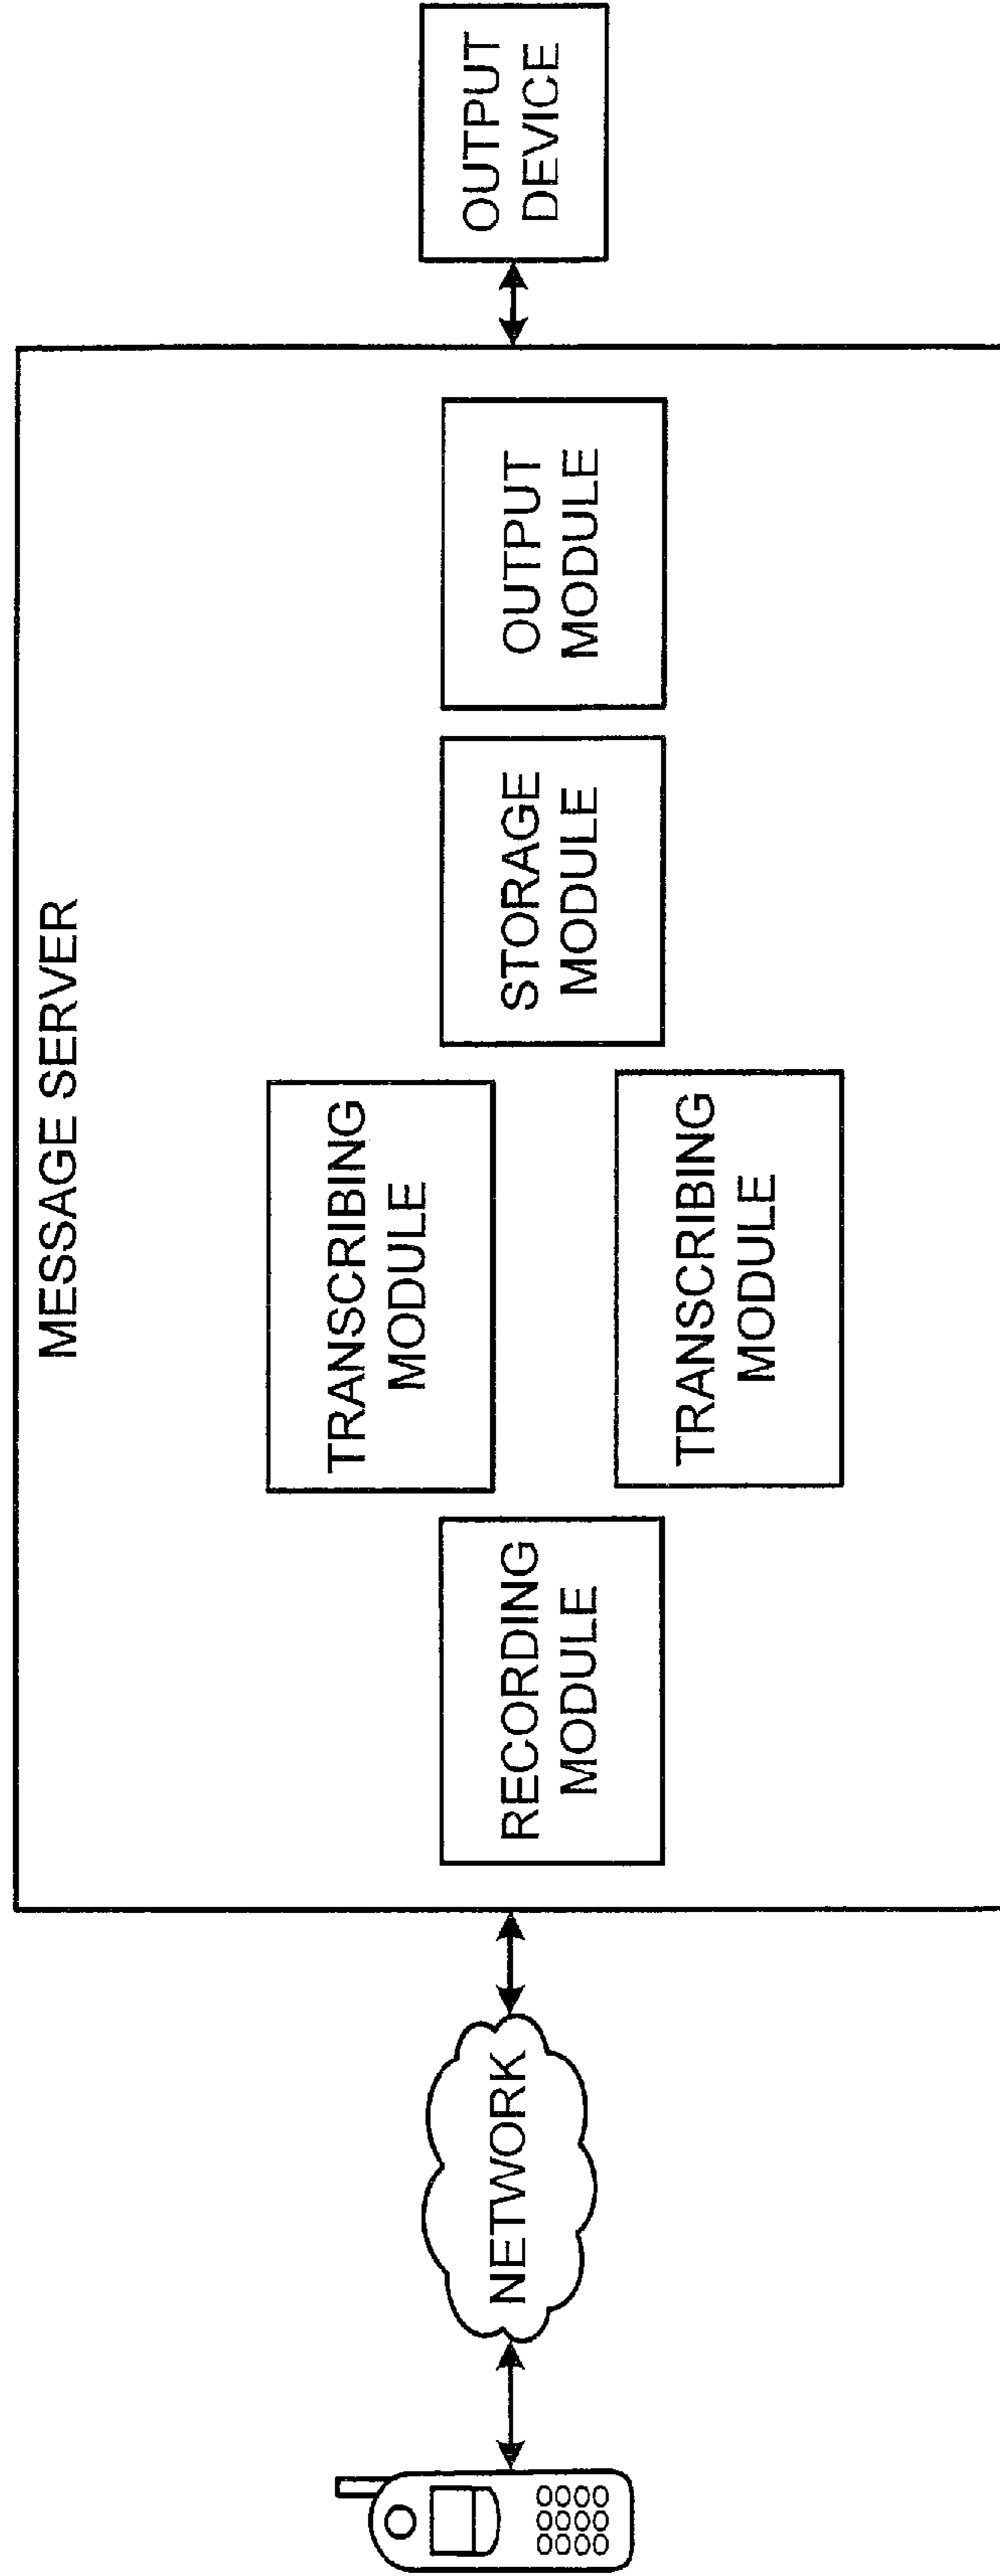 MESSAGE SERVER
NETWORK
RECORDING
MODULE
TRANSCRIBING
MODULE
TRANSCRIBING
MODULE
STORAGE
MODULE
OUTPUT
MODULE
OUTPUT
DEVICE